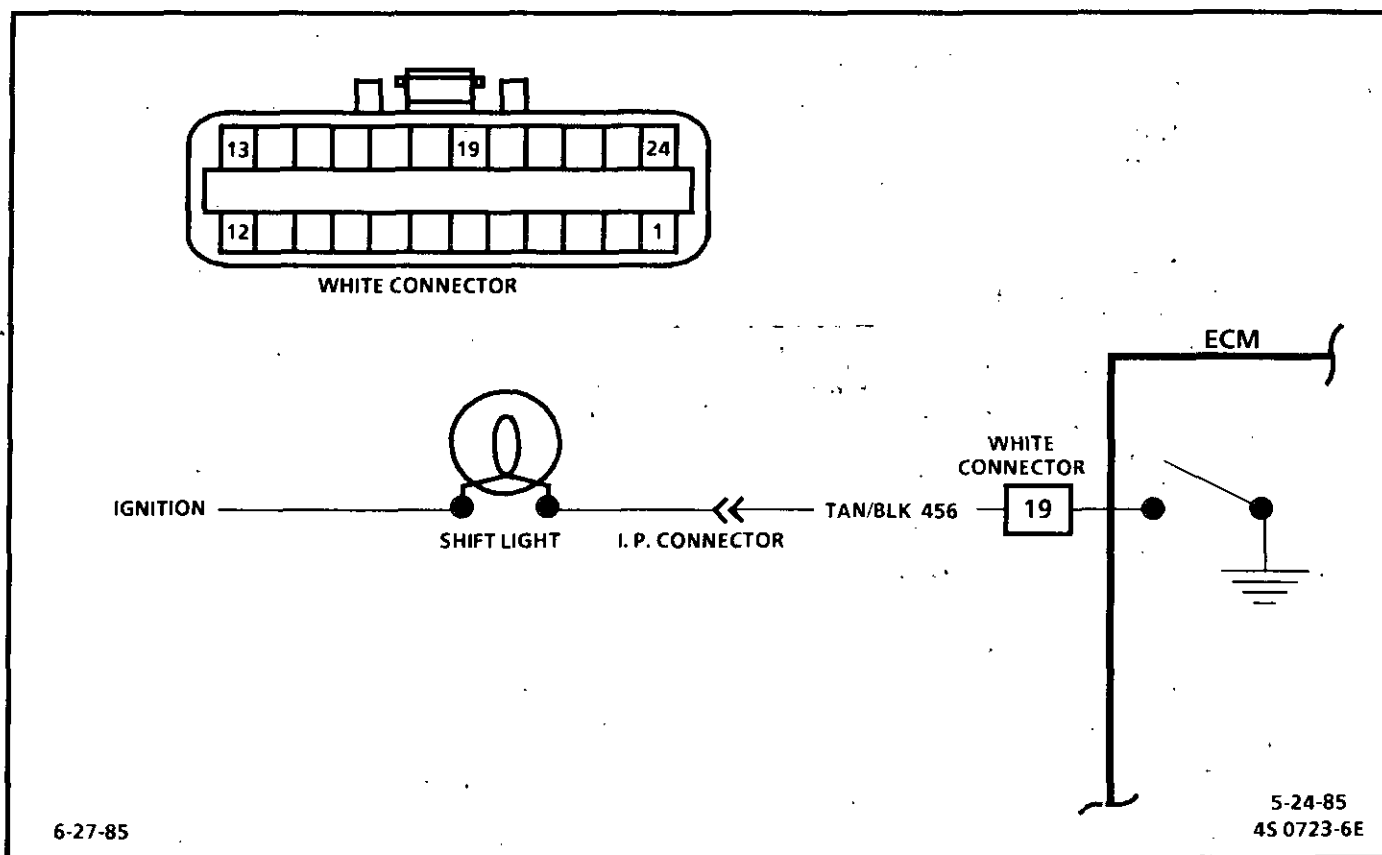 13 19 24
12 1
WHITE CONNECTOR
ECM
WHITE
CONNECTOR
IGNITION
TAN/BLK 456
19
SHIFT LIGHT
I. P. CONNECTOR
6-27-85
5-24-85
4S 0723-6E